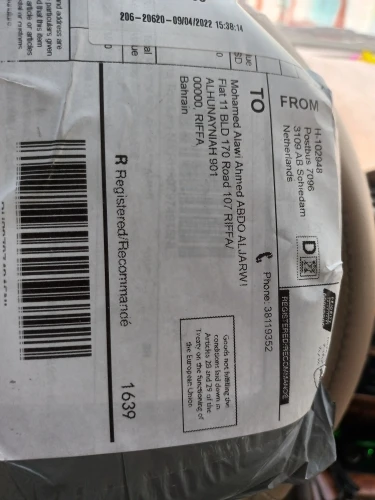 206-20620-09/04/2022 15:38:14
FROM
H-102948
Postbus 7096
3109 AB Schiedam
Netherlands
D
REGISTERED/RECOMMANDÉ
TO
Phone: 38119352
Mohamed Alawi Ahmed ABDO ALJARWI
Flat 11 BLD 170 Road 107 RIFFA/
ALHUNAYNIAH 901
00000, RIFFA
Bahrain
Goods not fulfilling the
conditions laid down in
Articles 28 and 29 of the
Treaty on the functioning of
the European Union
R Registered/Recommandé
1639